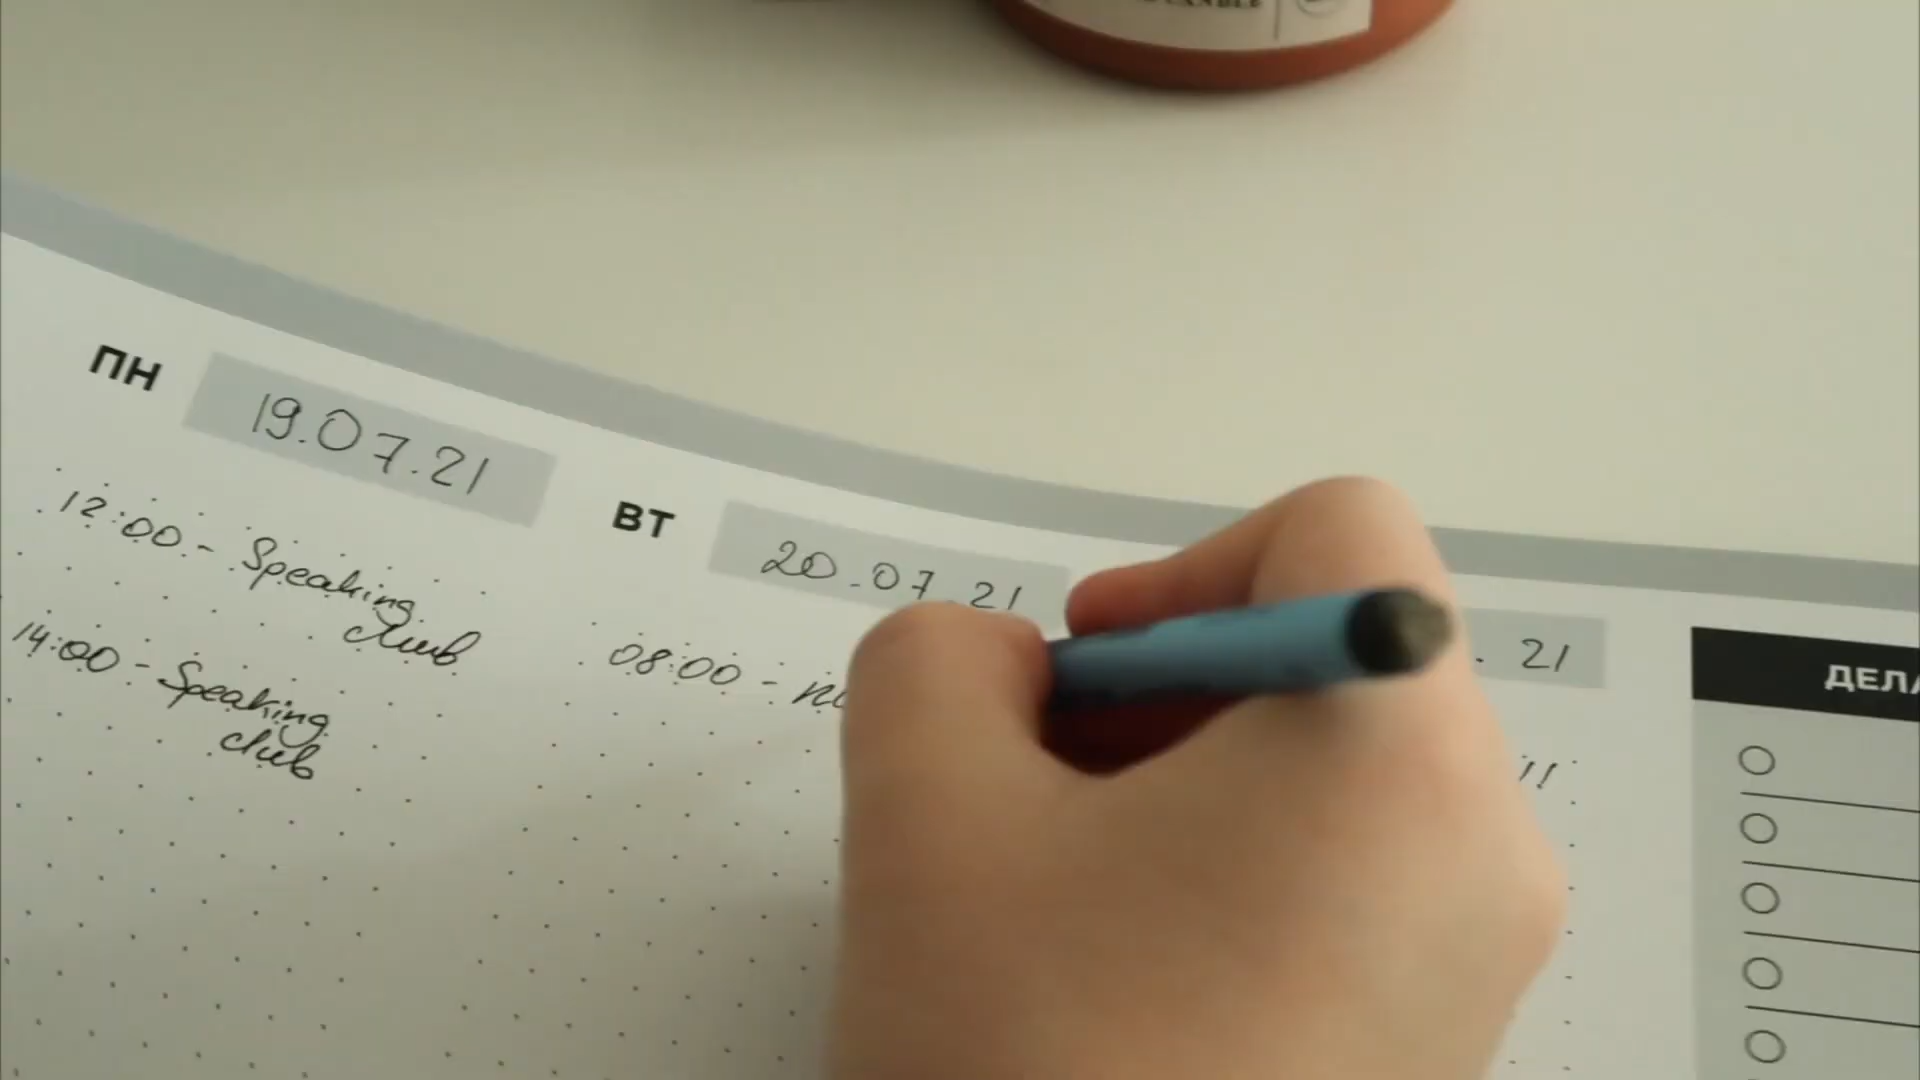 ПН 19.07.21
12:00 - Speaking
club
14:00 - Speaking
club
ВТ 20.07.21
08:00 -
. 21
ДЕЛА